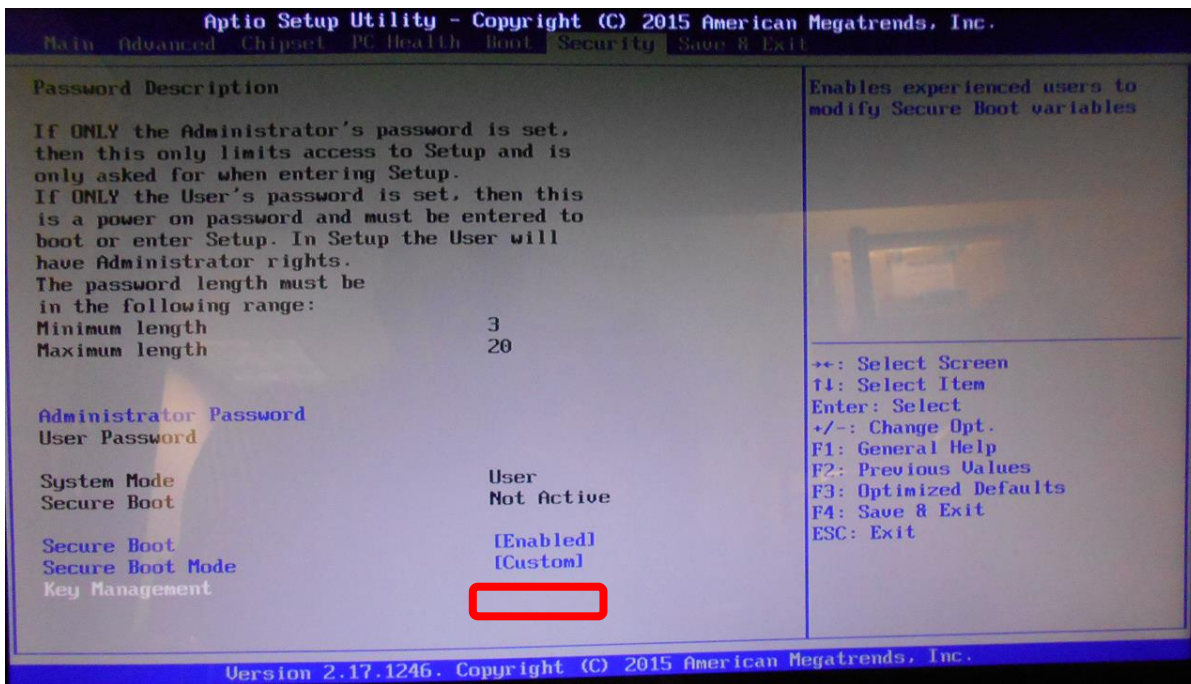 Aptio Setup Utility - Copyright (C) 2015 American Megatrends, Inc.
Main Advanced Chipset PC Health Boot Security Save & Exit
Password Description
If ONLY the Administrator's password is set,
then this only limits access to Setup and is
only asked for when entering Setup.
If ONLY the User's password is set, then this
is a power on password and must be entered to
boot or enter Setup. In Setup the User will
have Administrator rights.
The password length must be
in the following range:
Minimum length 3
Maximum length 20
Administrator Password
User Password
System Mode User
Secure Boot Not Active
Secure Boot [Enabled]
Secure Boot Mode [Custom]
Key Management
Enables experienced users to
modify Secure Boot variables
→←: Select Screen
↑↓: Select Item
Enter: Select
+/-: Change Opt.
F1: General Help
F2: Previous Values
F3: Optimized Defaults
F4: Save & Exit
ESC: Exit
Version 2.17.1246. Copyright (C) 2015 American Megatrends, Inc.